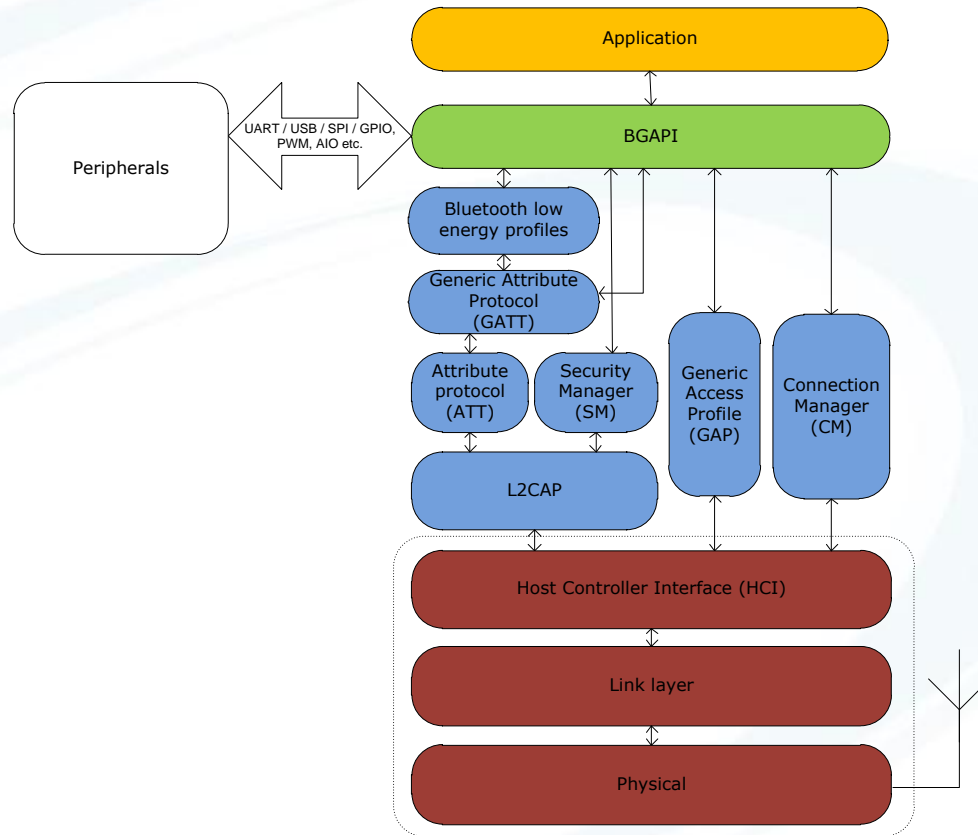 Application
UART / USB / SPI / GPIO,
PWM, AIO etc.
Peripherals
BGAPI
Bluetooth low
energy profiles
Generic Attribute
Protocol
(GATT)
Attribute
protocol
(ATT)
Security
Manager
(SM)
Generic
Access
Profile
(GAP)
Connection
Manager
(CM)
L2CAP
Host Controller Interface (HCI)
Link layer
Physical